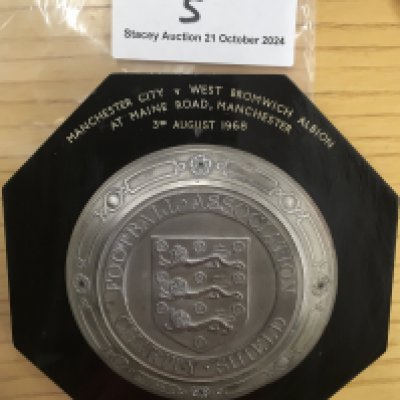 5
Stacey Auction 21 October 2024
MANCHESTER CITY v WEST BROMWICH ALBION
AT MAINE ROAD, MANCHESTER
3RD AUGUST 1968
FOOTBALL ASSOCIATION
CHARITY SHIELD